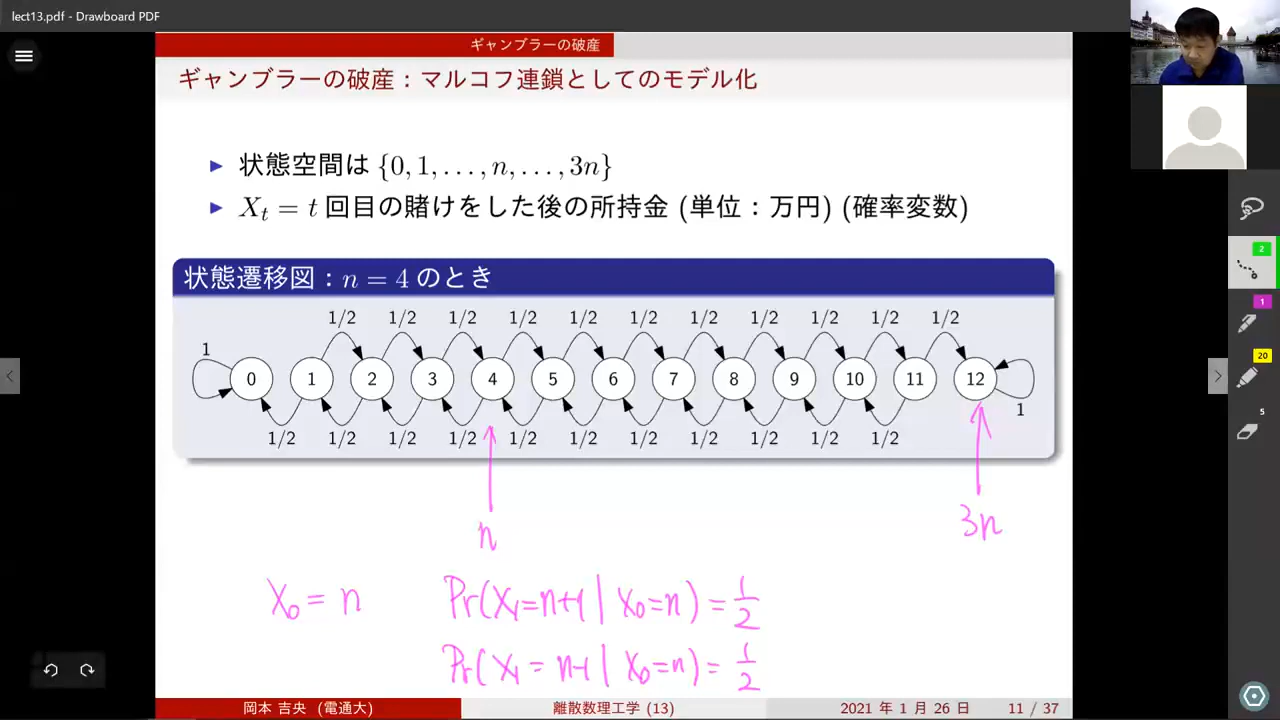 lect13.pdf - Drawboard PDF
ギャンブラーの破産
ギャンブラーの破産：マルコフ連鎖としてのモデル化
▶ 状態空間は {0, 1, . . . , n, . . . , 3n}
▶ Xₜ = t 回目の賭けをした後の所持金 (単位：万円) (確率変数)
状態遷移図：n = 4 のとき
1/2 1/2 1/2 1/2 1/2 1/2 1/2 1/2 1/2 1/2 1/2
1
0 1 2 3 4 5 6 7 8 9 10 11 12
1
1/2 1/2 1/2 1/2 1/2 1/2 1/2 1/2 1/2 1/2 1/2
n
3n
X₀ = n
Pr(X₁=n+1 | X₀=n) = 1/2
Pr(X₁ = n-1 | X₀=n) = 1/2
岡本 吉央 (電通大)
離散数理工学 (13)
2021 年 1 月 26 日
11 / 37
2
1
20
5